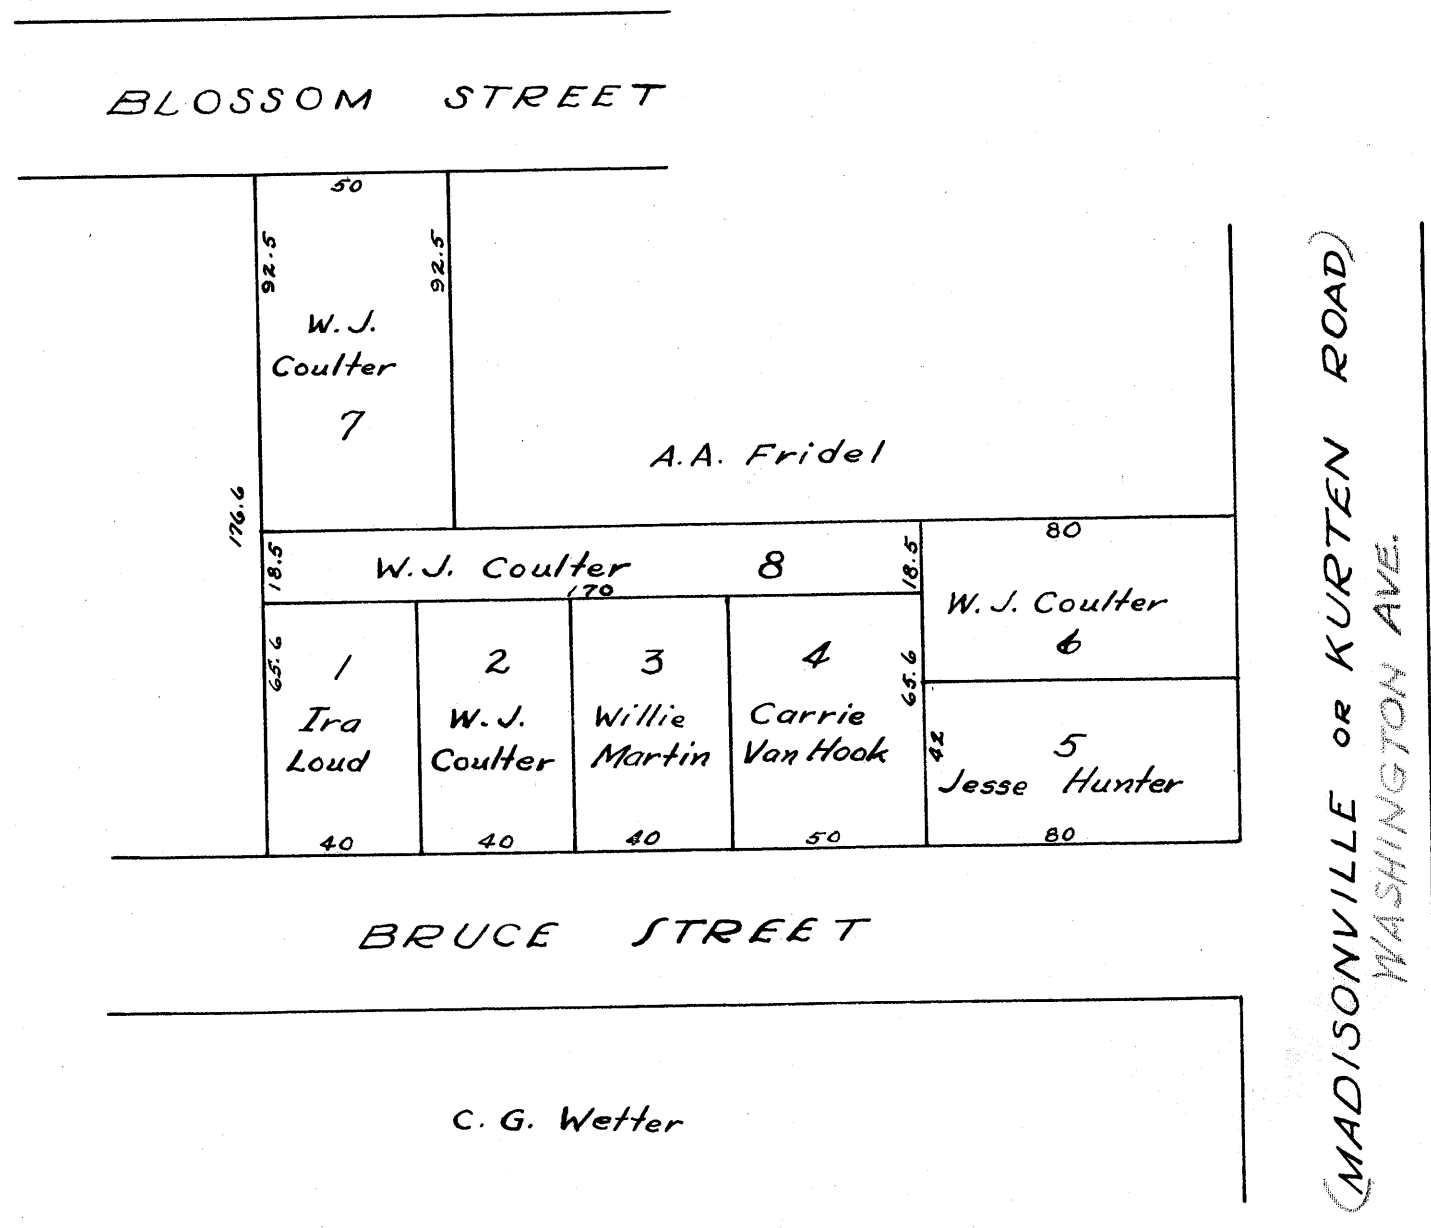 BLOSSOM STREET
50
92.5
92.5
W. J.
Coulter
7
176.6
A.A. Fridel
18.5
W.J. Coulter 8
170
18.5
80
W. J. Coulter
6
65.6
1
Ira
Loud
40
2
W. J.
Coulter
40
3
Willie
Martin
40
4
Carrie
Van Hook
50
65.6
42
5
Jesse Hunter
80
BRUCE STREET
C. G. Wetter
(MADISONVILLE OR KURTEN ROAD)
WASHINGTON AVE.